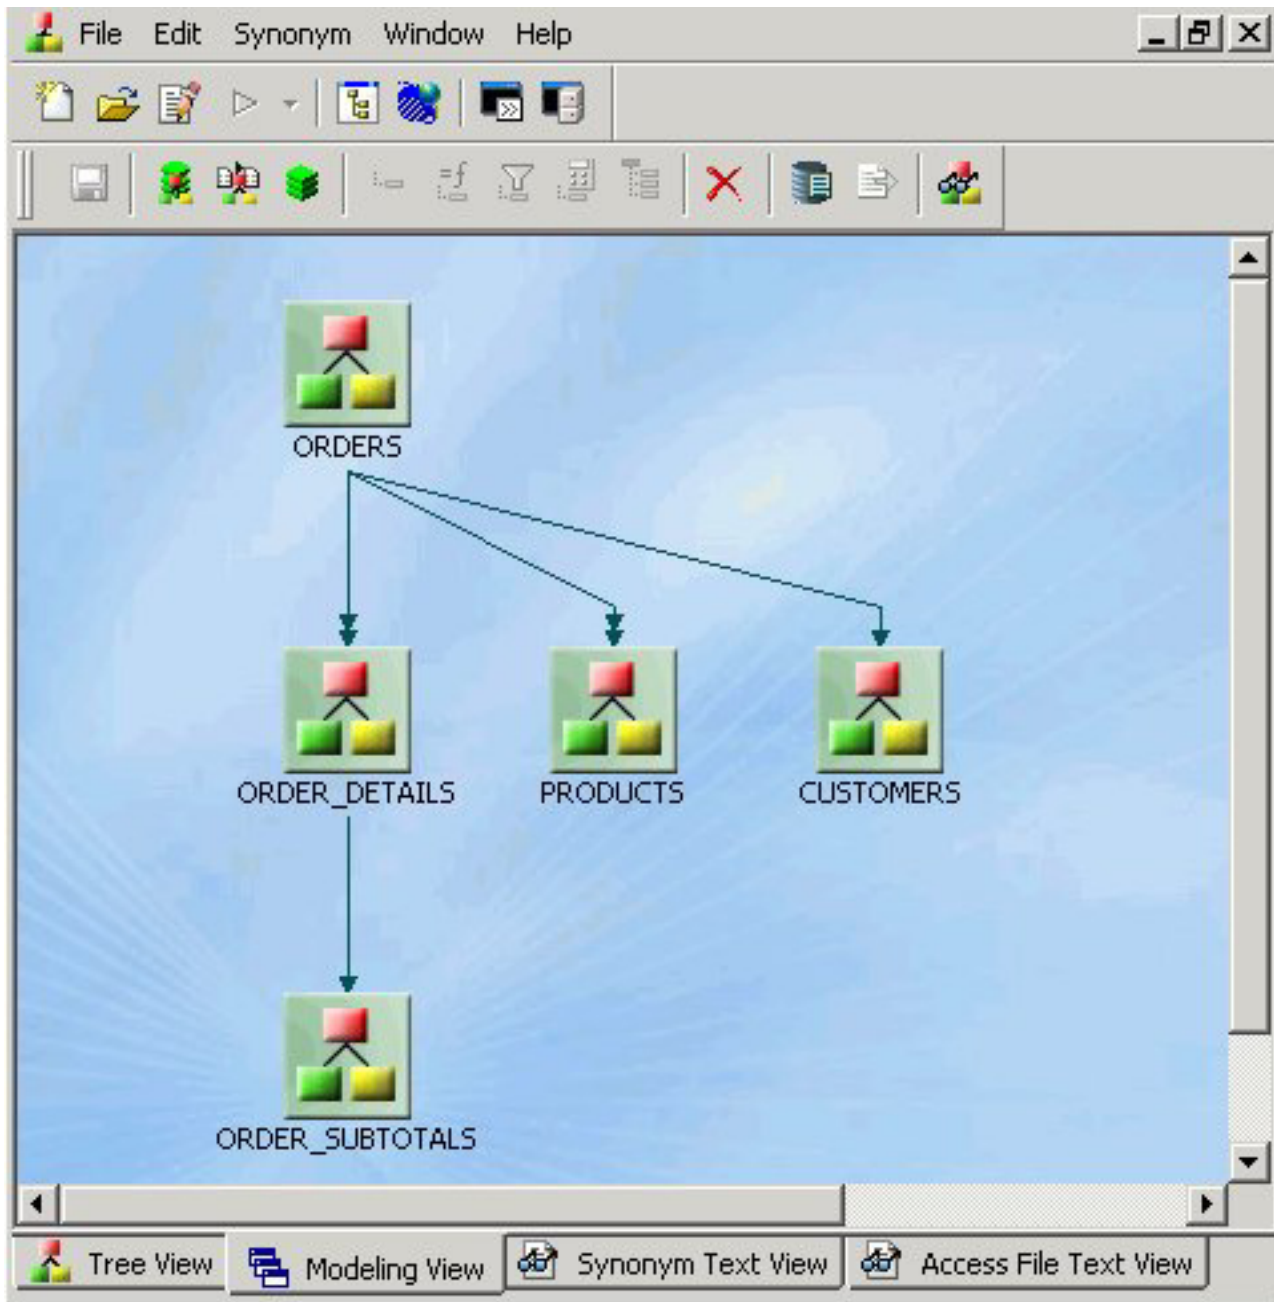 File Edit Synonym Window Help
ORDERS
ORDER_DETAILS PRODUCTS CUSTOMERS
ORDER_SUBTOTALS
Tree View Modeling View Synonym Text View Access File Text View